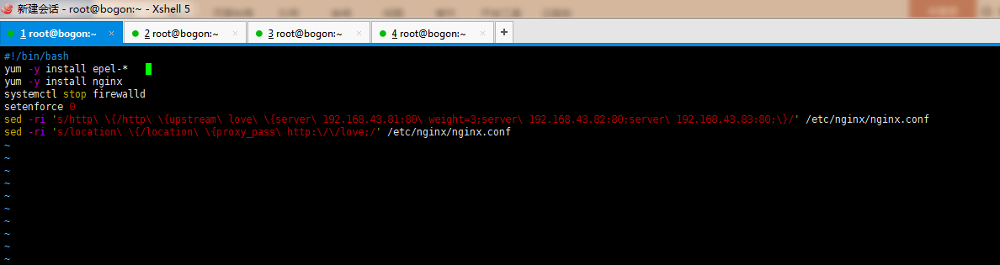 新建会话 - root@bogon:~ - Xshell 5
1 root@bogon:~ × 2 root@bogon:~ × 3 root@bogon:~ × 4 root@bogon:~ × +
#!/bin/bash
yum -y install epel-*
yum -y install nginx
systemctl stop firewalld
setenforce 0
sed -ri 's/http\ \{/http\ \{upstream\ love\ \{server\ 192.168.43.81:80\ weight=3;server\ 192.168.43.82:80;server\ 192.168.43.83:80;\}/' /etc/nginx/nginx.conf
sed -ri 's/location\ \{/location\ \{proxy_pass\ http:\/\/love;/' /etc/nginx/nginx.conf
~
~
~
~
~
~
~
~
~
~